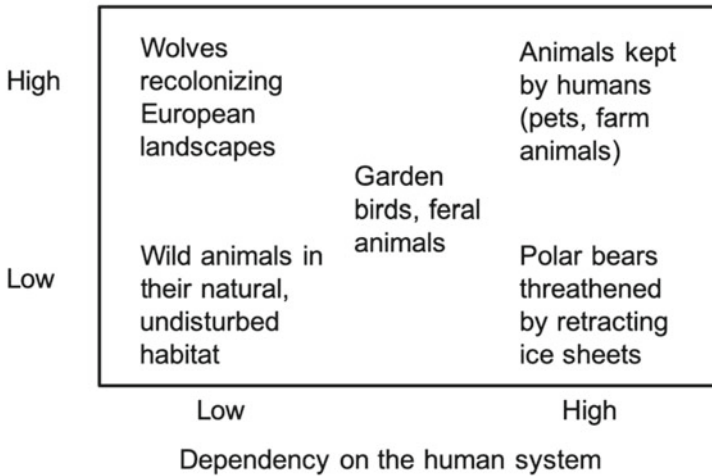 High
Wolves
recolonizing
European
landscapes
Animals kept
by humans
(pets, farm
animals)
Garden
birds, feral
animals
Low
Wild animals in
their natural,
undisturbed
habitat
Polar bears
threathened
by retracting
ice sheets
Low
High
Dependency on the human system